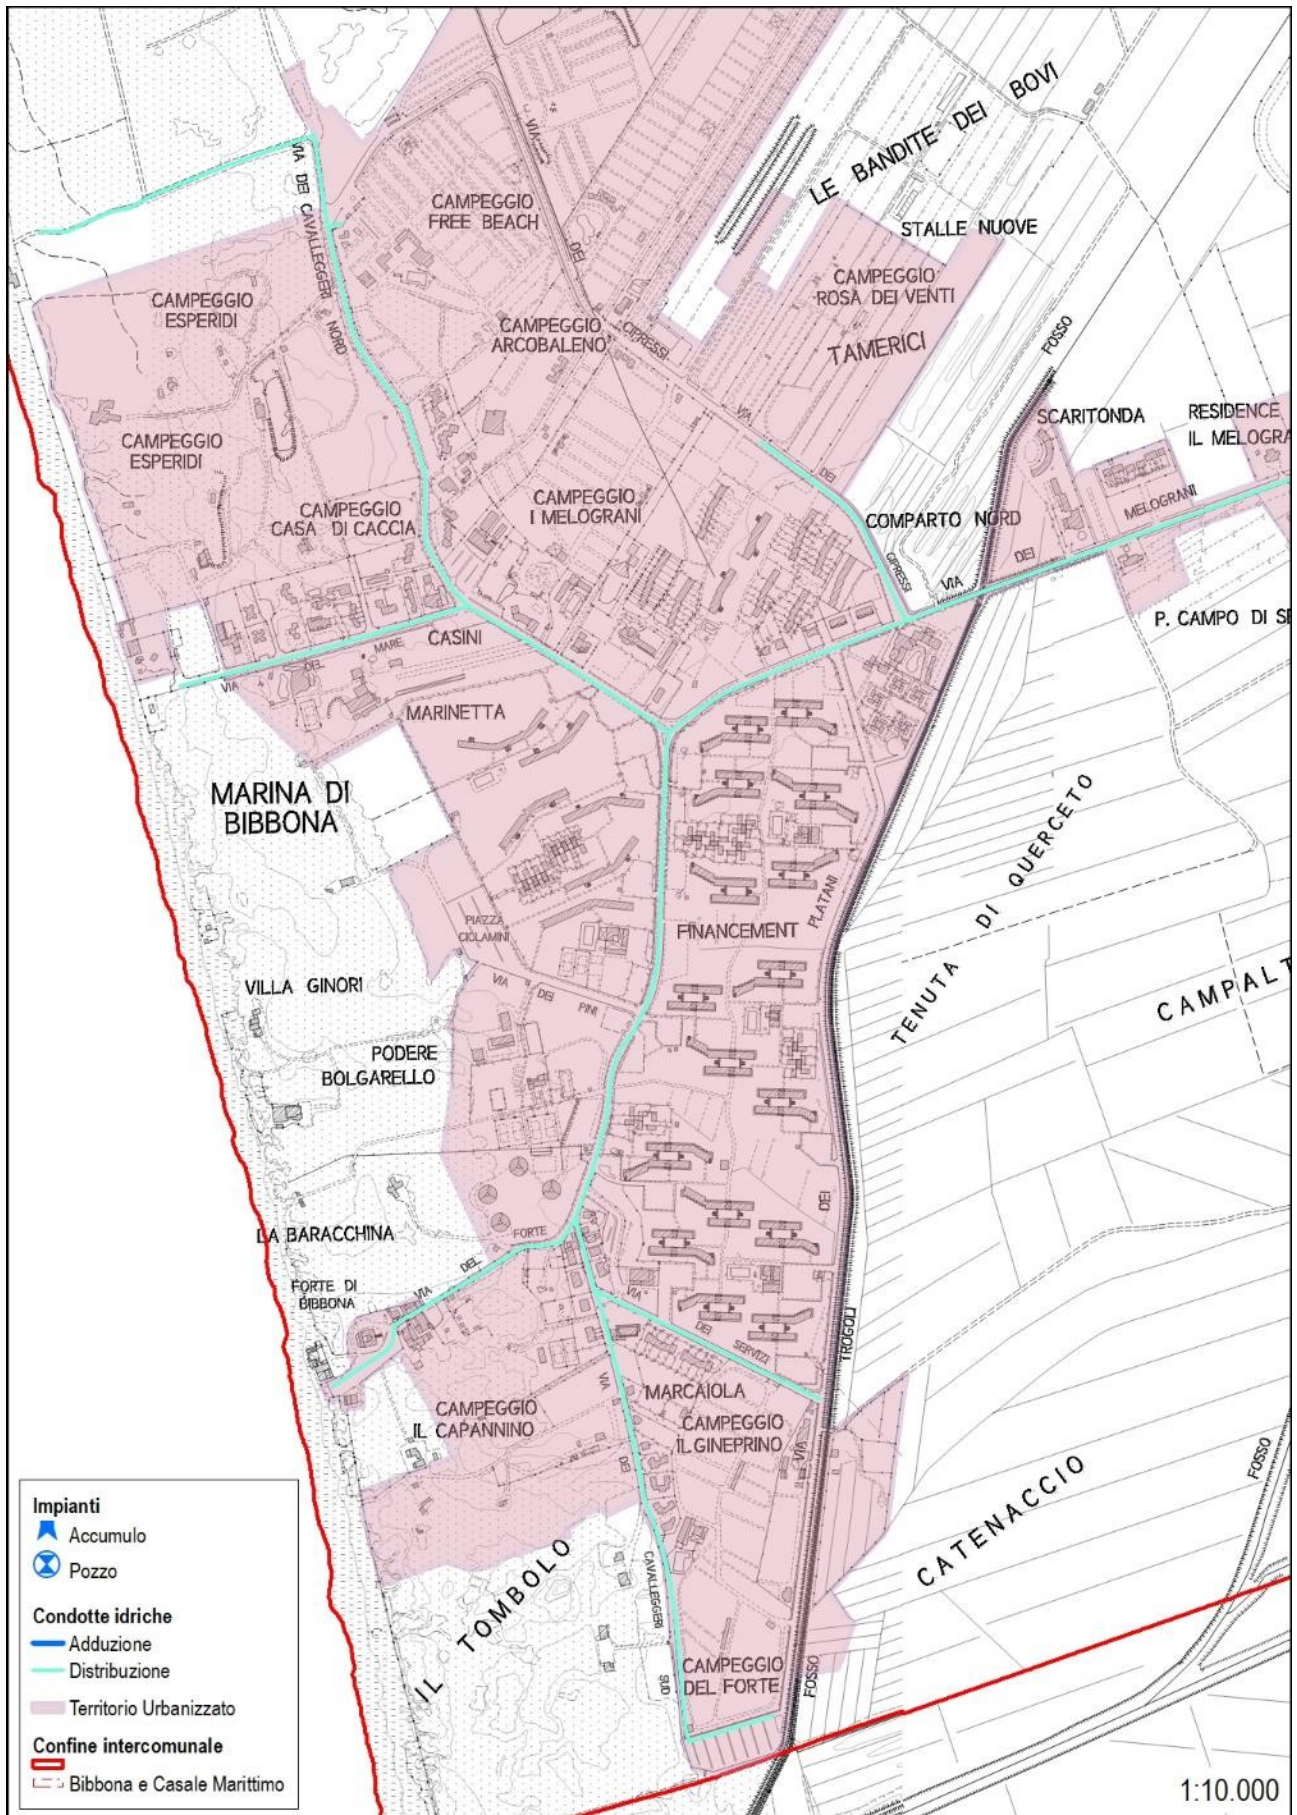 LE BANDITE DEI BOVI
VIA
DEI
CIPRESSI
VIA DEI CAVALLEGGERI NORD
CAMPEGGIO
FREE BEACH
STALLE NUOVE
CAMPEGGIO
ROSA DEI VENTI
TAMERICI
CAMPEGGIO
ESPERIDI
CAMPEGGIO
ARCOBALENO
FOSSO
CAMPEGGIO
ESPERIDI
SCARITONDA
RESIDENCE
IL MELOGRA
VIA
DEI
CIPRESSI
CAMPEGGIO
CASA DI CACCIA
CAMPEGGIO
I MELOGRANI
COMPARTO NORD
VIA
DEI
MELOGRANI
P. CAMPO DI SE
VIA
DEL
MARE
CASINI
MARINETTA
MARINA DI
BIBBONA
TENUTA DI QUERCETO
PIAZZA
CICLAMINI
FINANCEMENT
PLATANI
VILLA GINORI
VIA
DEI
PINI
CAMPALT
PODERE
BOLGARELLO
LA BARACCHINA
FORTE
DEL
VIA
DEI
FORTE DI
BIBBONA
VIA
DEI
SERVIZI
TROGOLI
MARCAIOLA
CAMPEGGIO
IL CAPANNINO
CAMPEGGIO
IL GINEPRINO
VIA
VIA
DEI
CAVALLEGGERI
SUD
CATENACCIO
FOSSO
IL TOMBOLO
CAMPEGGIO
DEL FORTE
FOSSO
Impianti
Accumulo
Pozzo
Condotte idriche
Adduzione
Distribuzione
Territorio Urbanizzato
Confine intercomunale
Bibbona e Casale Marittimo
1:10.000